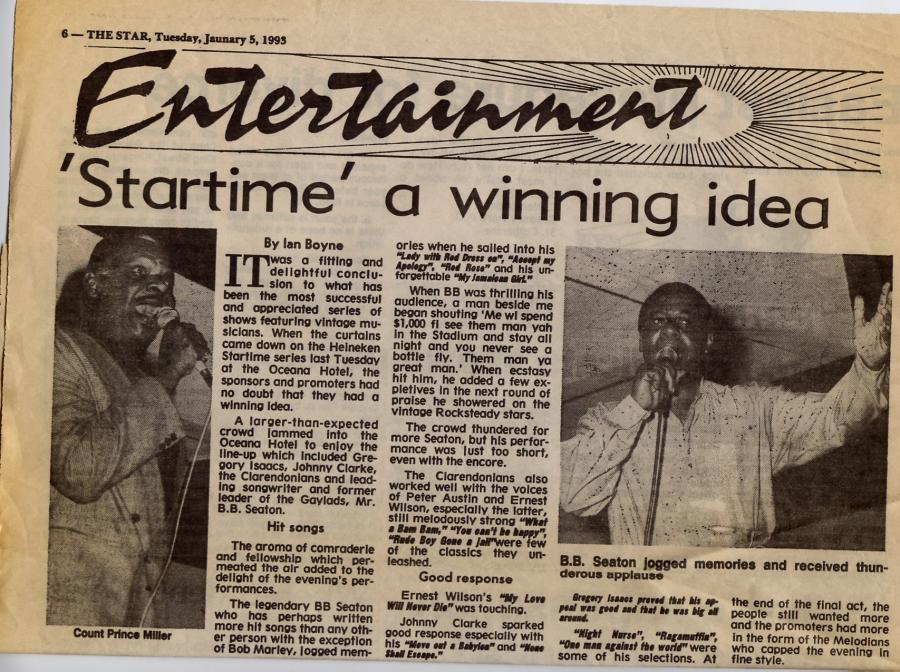 6 — THE STAR, Tuesday, Jaunary 5, 1993
Entertainment
'Startime' a winning idea
By Ian Boyne
IT was a fitting and
delightful conclu-
sion to what has
been the most successful
and appreciated series of
shows featuring vintage mu-
sicians. When the curtains
came down on the Heineken
Startime series last Tuesday
at the Oceana Hotel, the
sponsors and promoters had
no doubt that they had a
winning idea.
A larger-than-expected
crowd jammed into the
Oceana Hotel to enjoy the
line-up which included Gre-
gory Isaacs, Johnny Clarke,
the Clarendonians and lead-
ing songwriter and former
leader of the Gaylads, Mr.
B.B. Seaton.
Hit songs
The aroma of comraderie
and fellowship which per-
meated the air added to the
delight of the evening's per-
formances.
The legendary BB Seaton
who has perhaps written
more hit songs than any oth-
er person with the exception
of Bob Marley, jogged mem-
ories when he sailed into his
"Lady with Red Dress on", "Accept my
Apology", "Red Rose" and his un-
forgettable "My Jamaican Girl."
When BB was thrilling his
audience, a man beside me
began shouting 'Me wi spend
$1,000 fi see them man yah
in the Stadium and stay all
night and you never see a
bottle fly. Them man ya
great man.' When ecstasy
hit him, he added a few ex-
pletives in the next round of
praise he showered on the
vintage Rocksteady stars.
The crowd thundered for
more Seaton, but his perfor-
mance was just too short,
even with the encore.
The Clarendonians also
worked well with the voices
of Peter Austin and Ernest
Wilson, especially the latter,
still melodously strong "What
a Bam Bam," "You can't be happy",
"Rude Boy Gone a Jail"were few
of the classics they un-
leashed.
Good response
Ernest Wilson's "My Love
Will Never Die" was touching.
Johnny Clarke sparked
good response especially with
his "Move out a Babylon" and "None
Shall Escape."
Gregory Isaacs proved that his ap-
peal was good and that he was big all
around.
"Night Nurse", "Ragamuffin",
"One man against the world" were
some of his selections. At
the end of the final act, the
people still wanted more
and the promoters had more
in the form of the Melodians
who capped the evening in
fine style.
Count Prince Miller
B.B. Seaton jogged memories and received thun-
derous applause